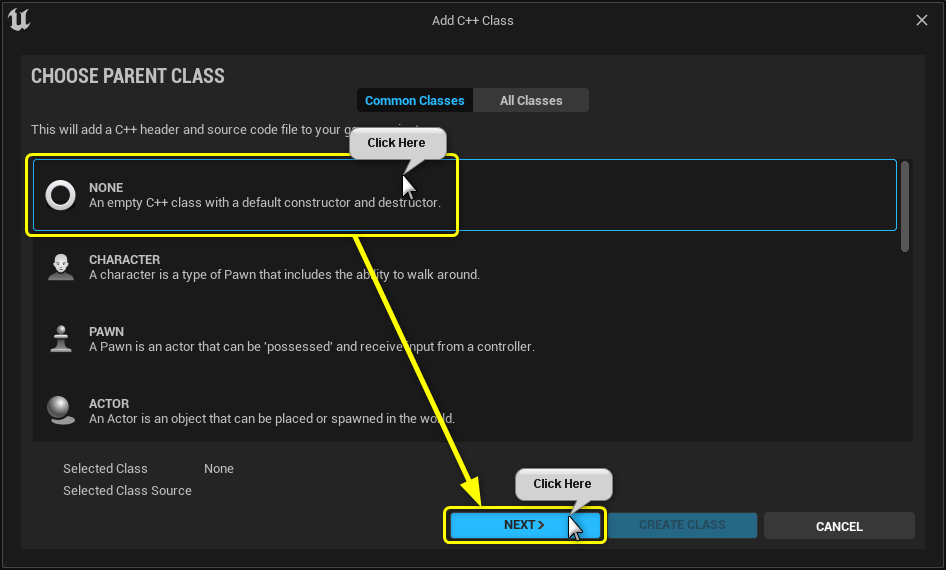 Add C++ Class
CHOOSE PARENT CLASS
Common Classes
All Classes
This will add a C++ header and source code file to your
Click Here
NONE
An empty C++ class with a default constructor and destructor.
CHARACTER
A character is a type of Pawn that includes the ability to walk around.
PAWN
A Pawn is an actor that can be 'possessed' and receive input from a controller.
ACTOR
An Actor is an object that can be placed or spawned in the world.
Selected Class
None
Selected Class Source
Click Here
NEXT >
CREATE CLASS
CANCEL